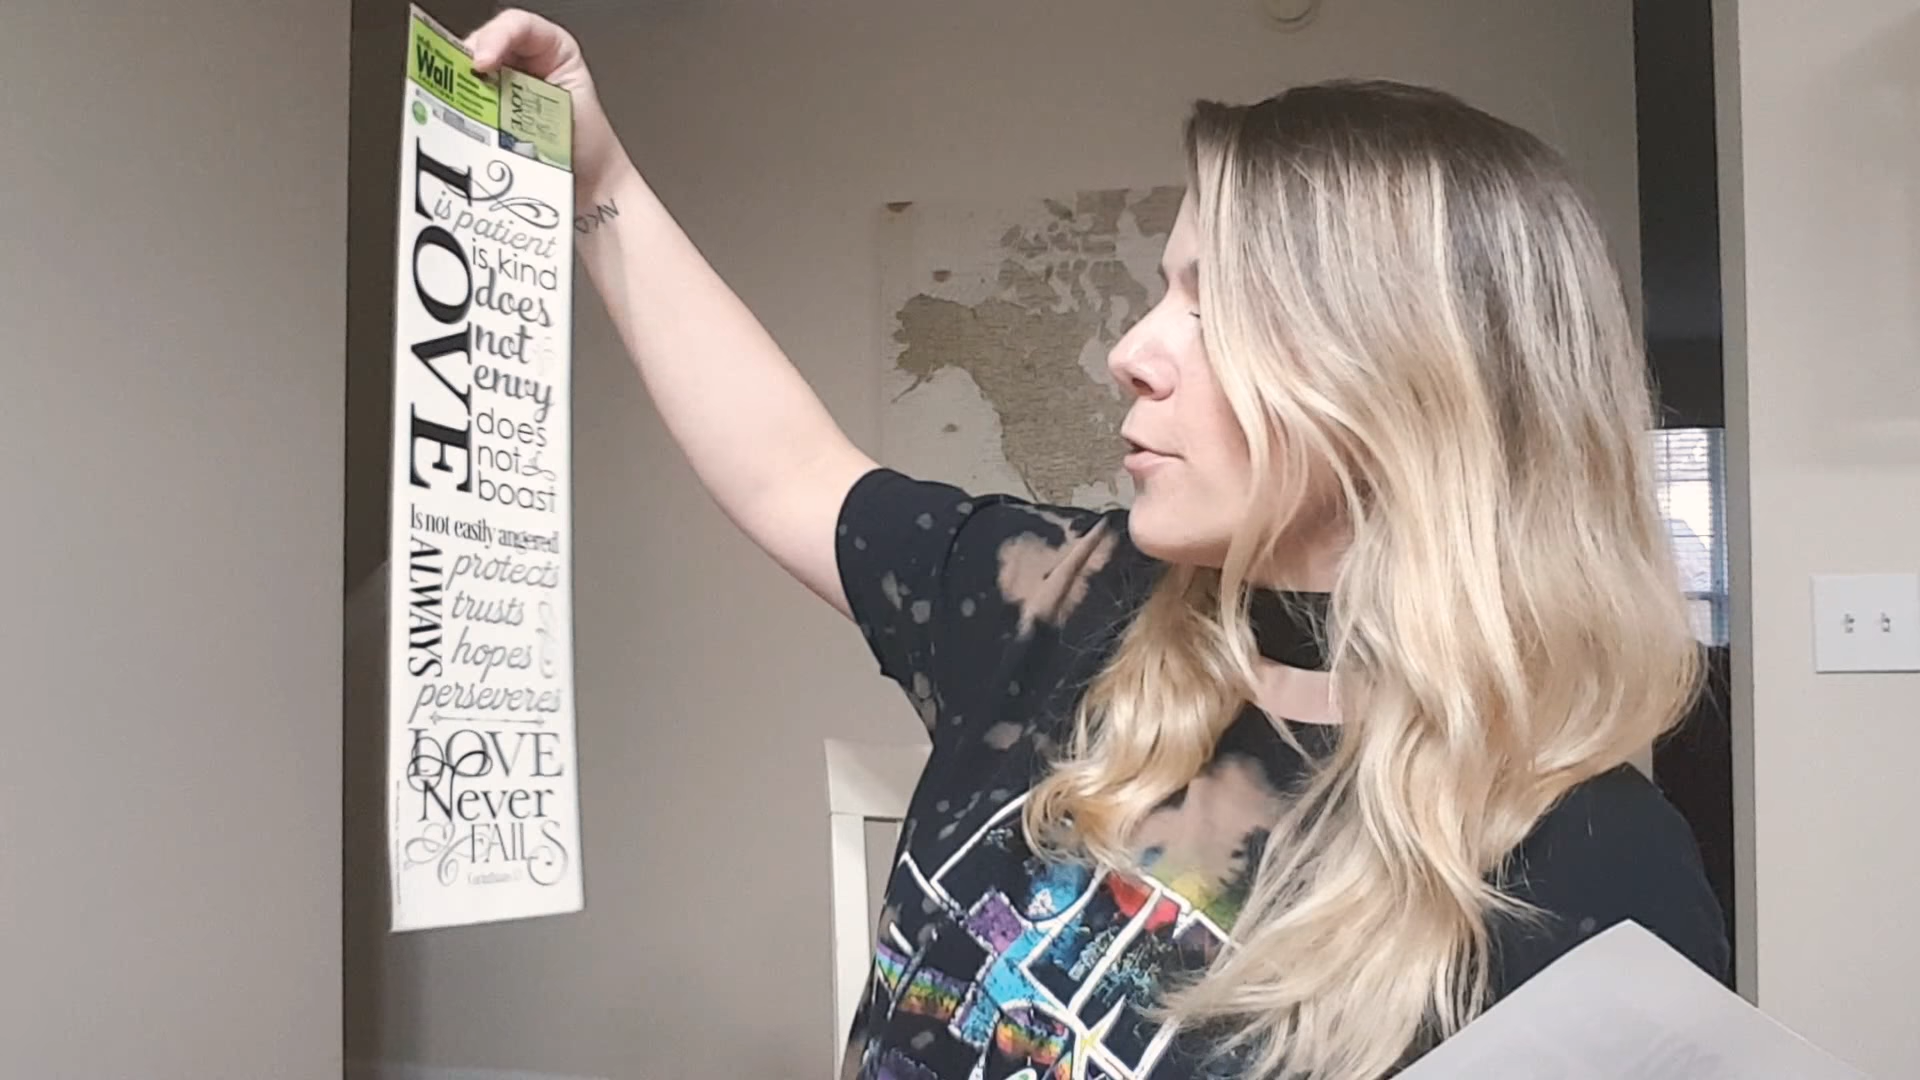 Wall
LOVE
LOVE
is patient
is kind
does
not
envy
does
not
boast
Is not easily angered
ALWAYS
protects
trusts
hopes
perseveres
LOVE
Never
FAILS